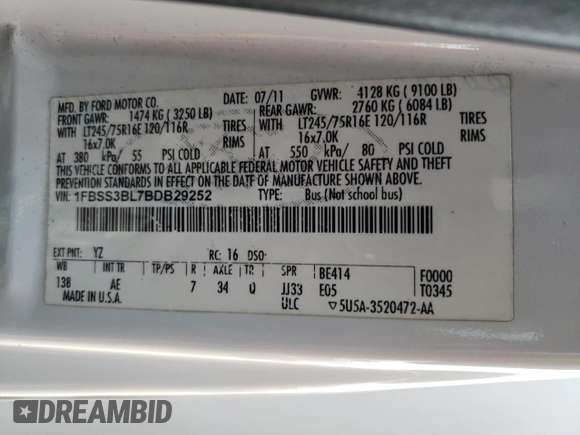 MFD. BY FORD MOTOR CO.
DATE: 07/11 GVWR: 4128 KG ( 9100 LB)
FRONT GAWR: 1474 KG ( 3250 LB) REAR GAWR: 2760 KG ( 6084 LB)
WITH LT245/75R16E 120/116R TIRES WITH LT245/75R16E 120/116R TIRES
16x7.0K RIMS 16x7.0K RIMS
AT 380 kPa/ 55 PSI COLD AT 550 kPa/ 80 PSI COLD
THIS VEHICLE CONFORMS TO ALL APPLICABLE FEDERAL MOTOR VEHICLE SAFETY AND THEFT
PREVENTION STANDARDS IN EFFECT ON THE DATE OF MANUFACTURE SHOWN ABOVE.
VIN: 1FBSS3BL7BDB29252 TYPE: Bus (Not school bus)
EXT PNT: YZ RC: 16 DSO:
WB INT TR TP/PS R AXLE TR SPR BE414 F0000
138 AE 7 34 Q JJ33 E05 T0345
MADE IN U.S.A. ULC ▽5U5A-3520472-AA
DREAMBID